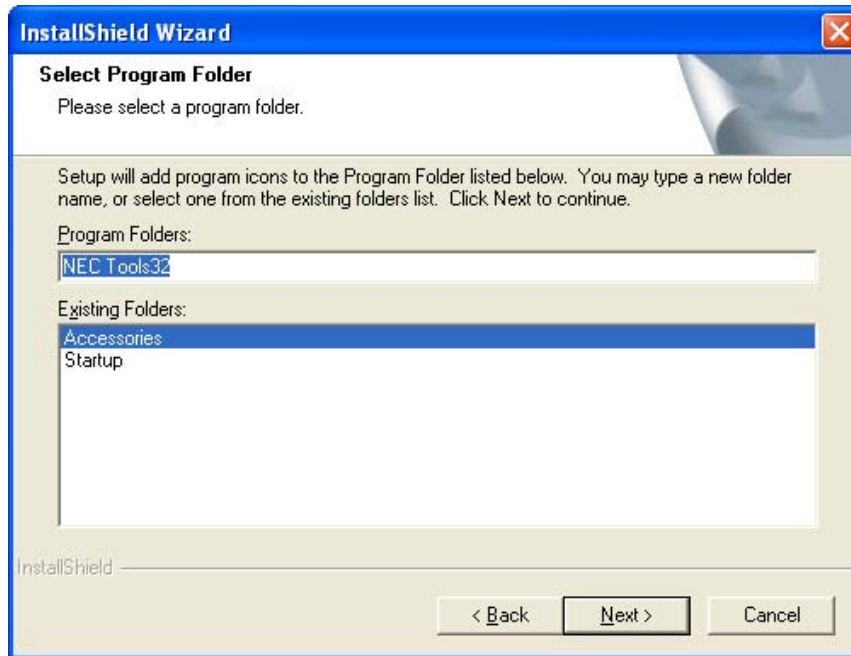 InstallShield Wizard
Select Program Folder
Please select a program folder.
Setup will add program icons to the Program Folder listed below. You may type a new folder
name, or select one from the existing folders list. Click Next to continue.
Program Folders:
NEC Tools32
Existing Folders:
Accessories
Startup
InstallShield
< Back
Next >
Cancel